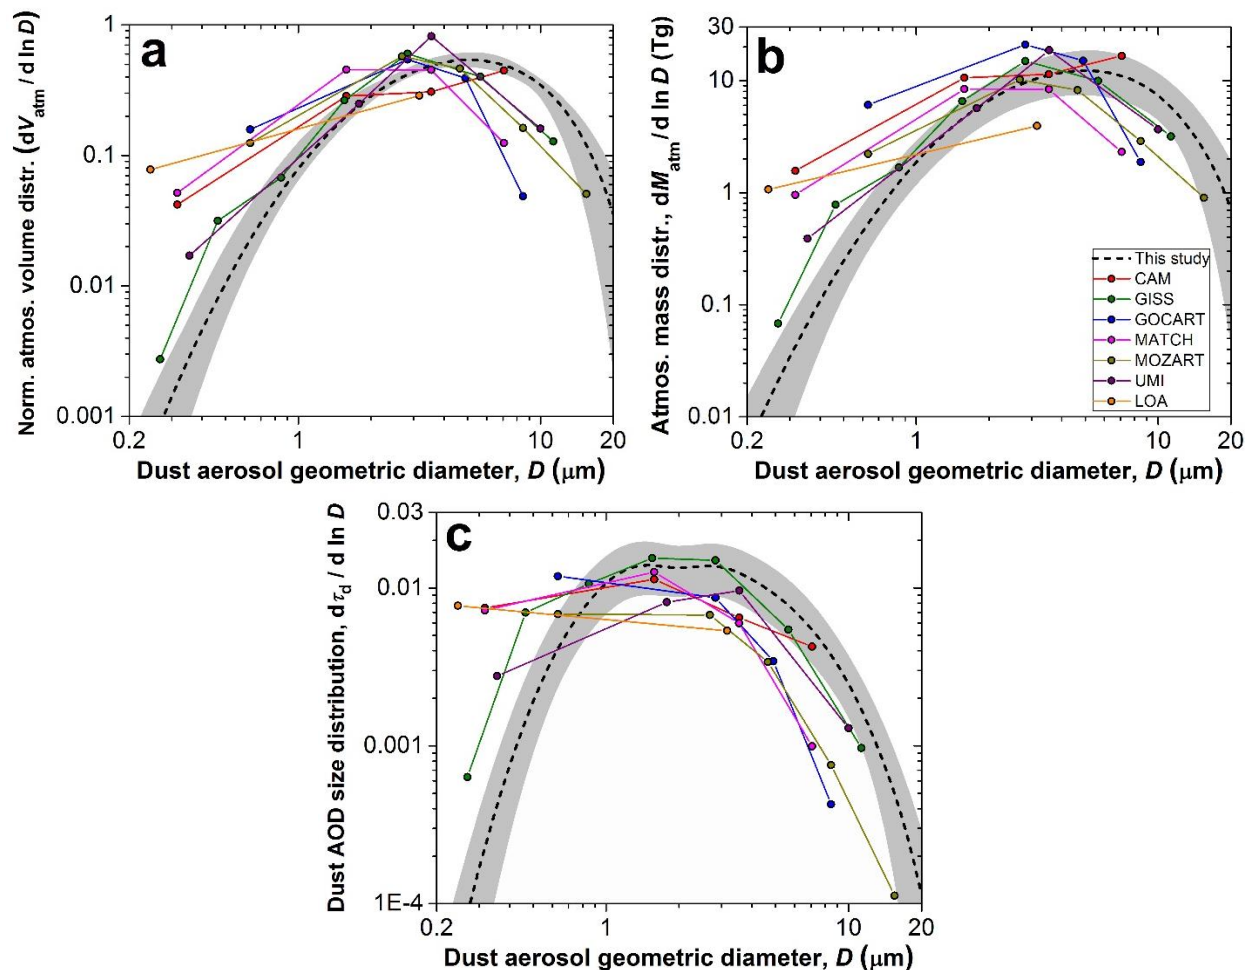 a
Norm. atmos. volume distr. (dVatm / d ln D)
1
0.1
0.01
0.001
0.2
1
10
20
Dust aerosol geometric diameter, D (μm)
b
Atmos. mass distr., dMatm / d ln D (Tg)
30
10
1
0.1
0.01
0.2
1
10
20
Dust aerosol geometric diameter, D (μm)
This study
CAM
GISS
GOCART
MATCH
MOZART
UMI
LOA
c
Dust AOD size distribution, dτd / d ln D
0.03
0.01
0.001
1E-4
0.2
1
10
20
Dust aerosol geometric diameter, D (μm)